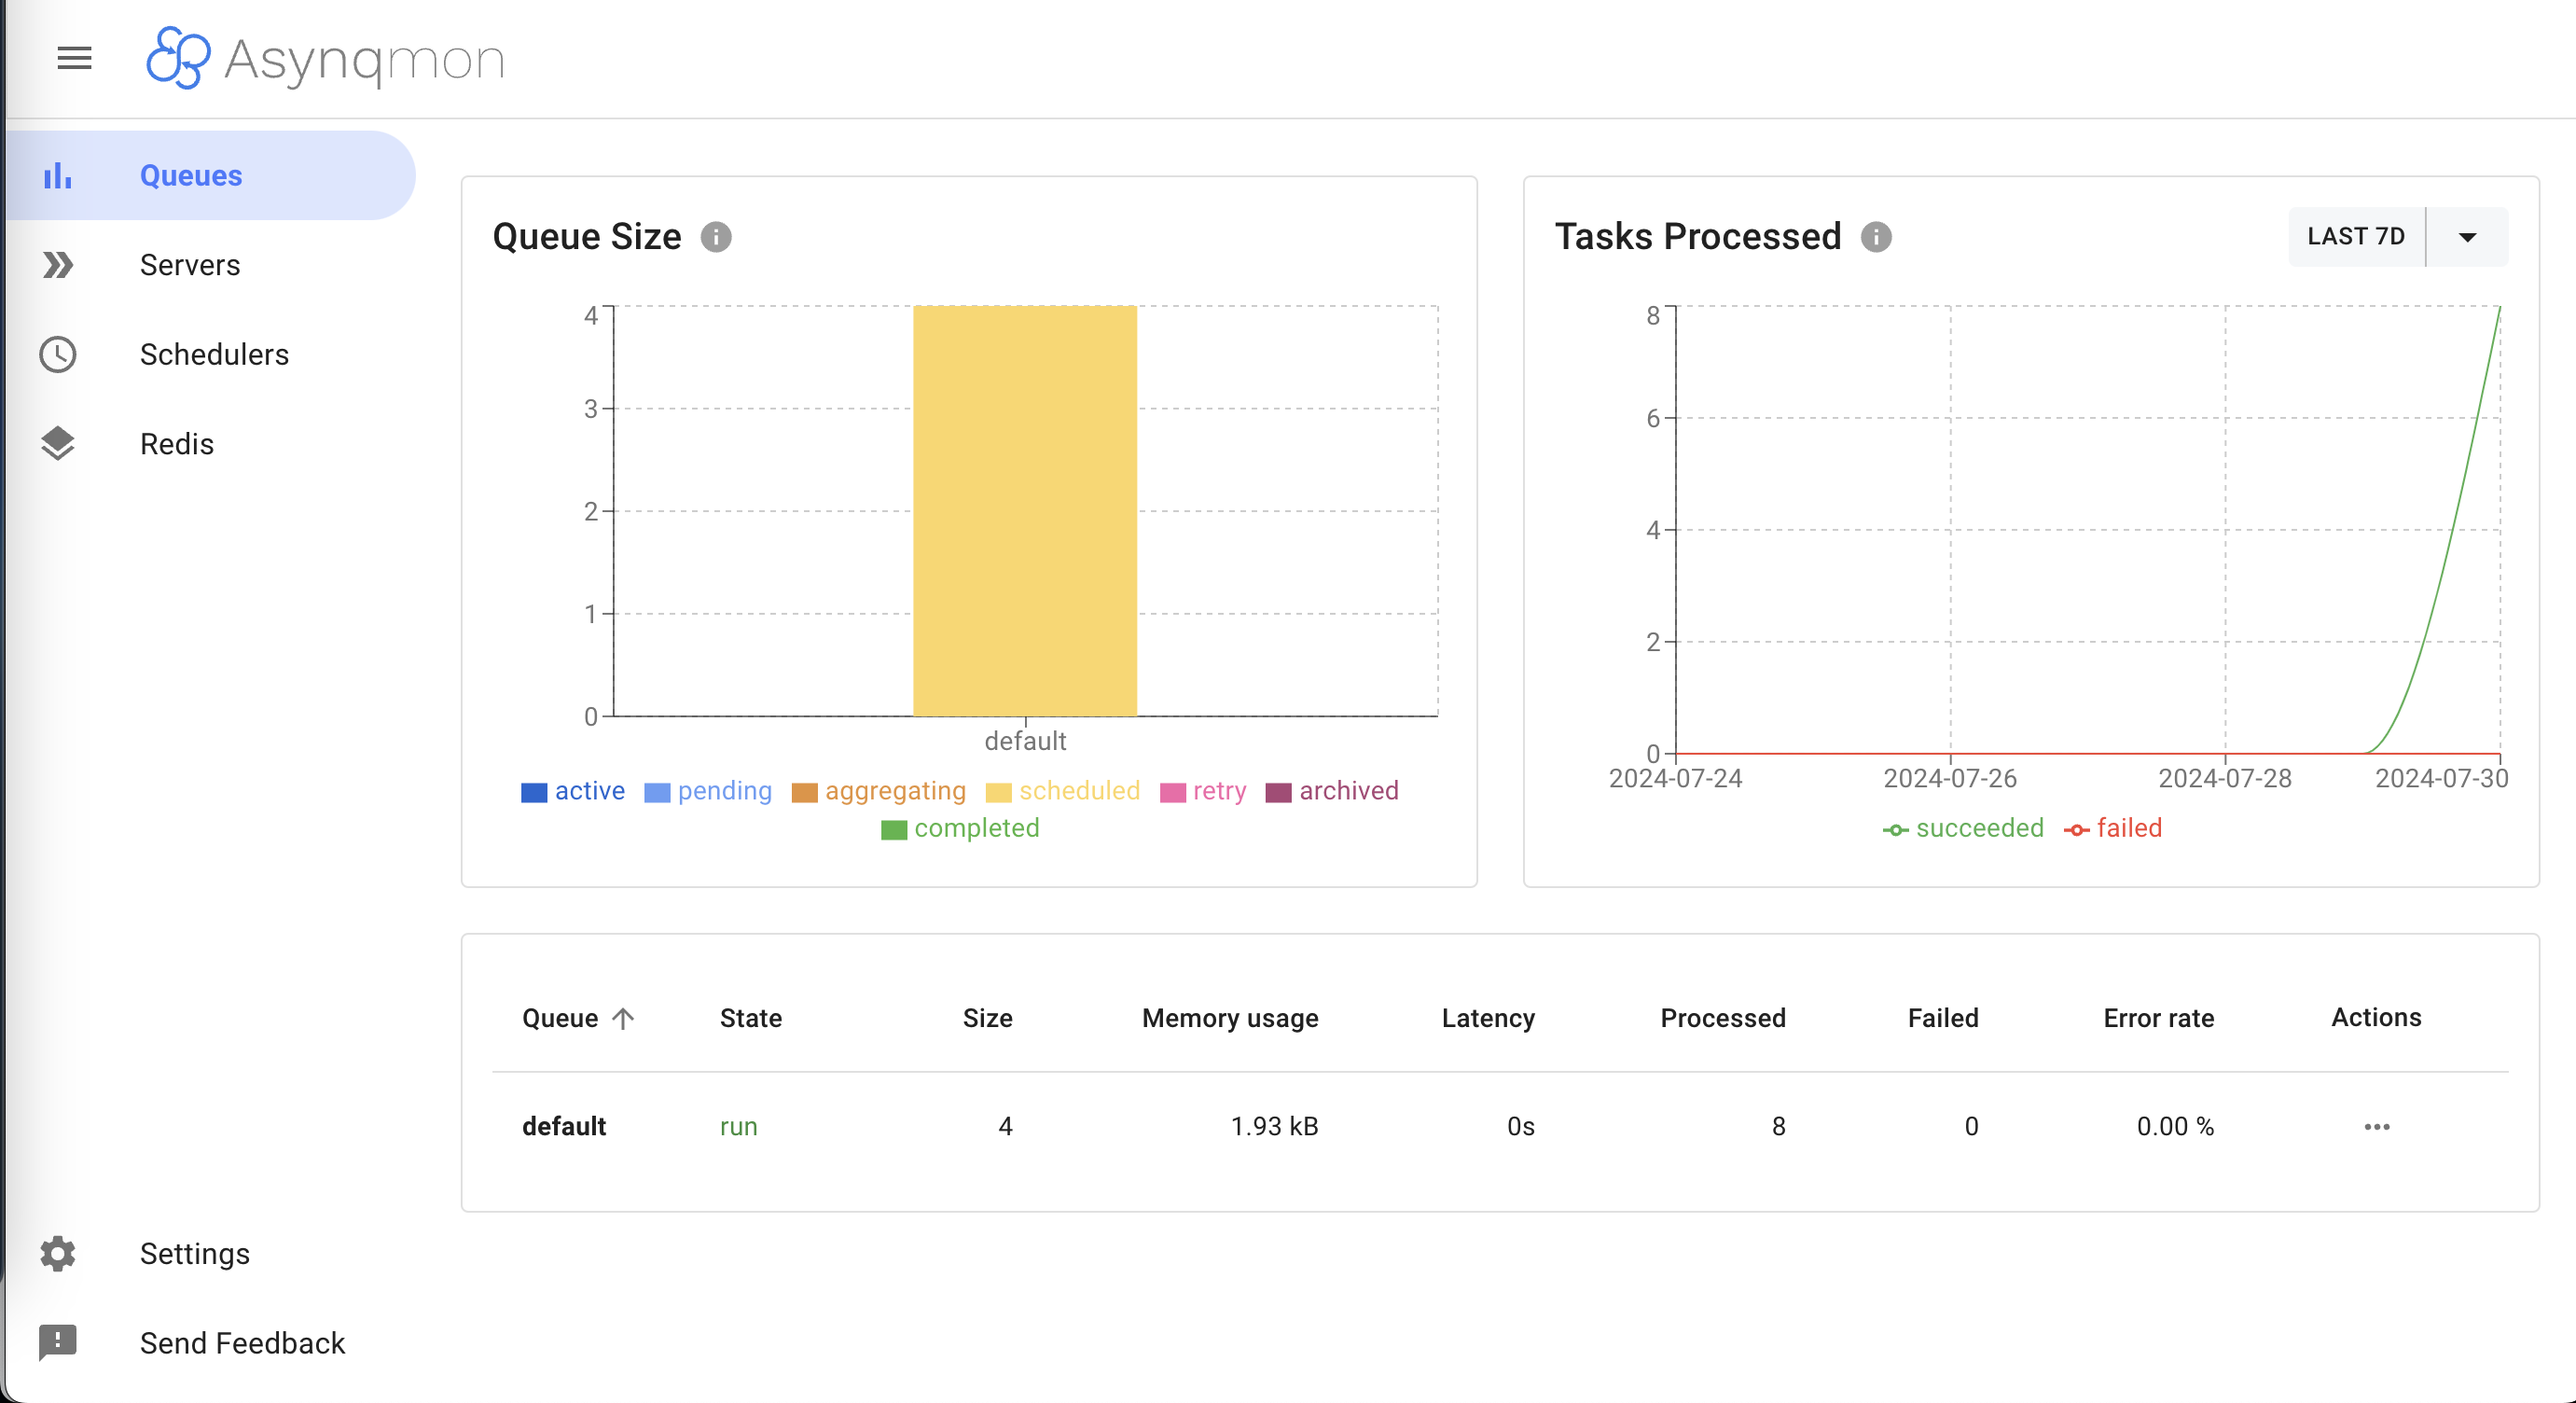 Asynqmon
Queues
Servers
Schedulers
Redis
Settings
Send Feedback
Queue Size
4
3
2
1
0
default
active pending aggregating scheduled retry archived
completed
Tasks Processed
LAST 7D
8
6
4
2
0
2024-07-24 2024-07-26 2024-07-28 2024-07-30
succeeded failed
Queue State Size Memory usage Latency Processed Failed Error rate Actions
default run 4 1.93 kB 0s 8 0 0.00 %